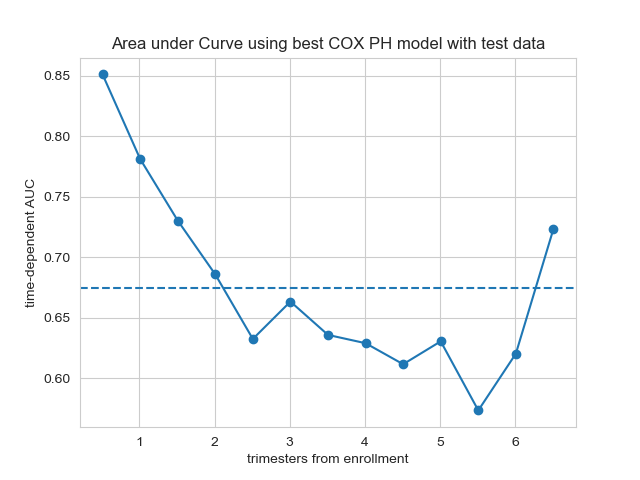 Area under Curve using best COX PH model with test data
0.85
0.80
0.75
0.70
0.65
0.60
time-dependent AUC
1 2 3 4 5 6
trimesters from enrollment